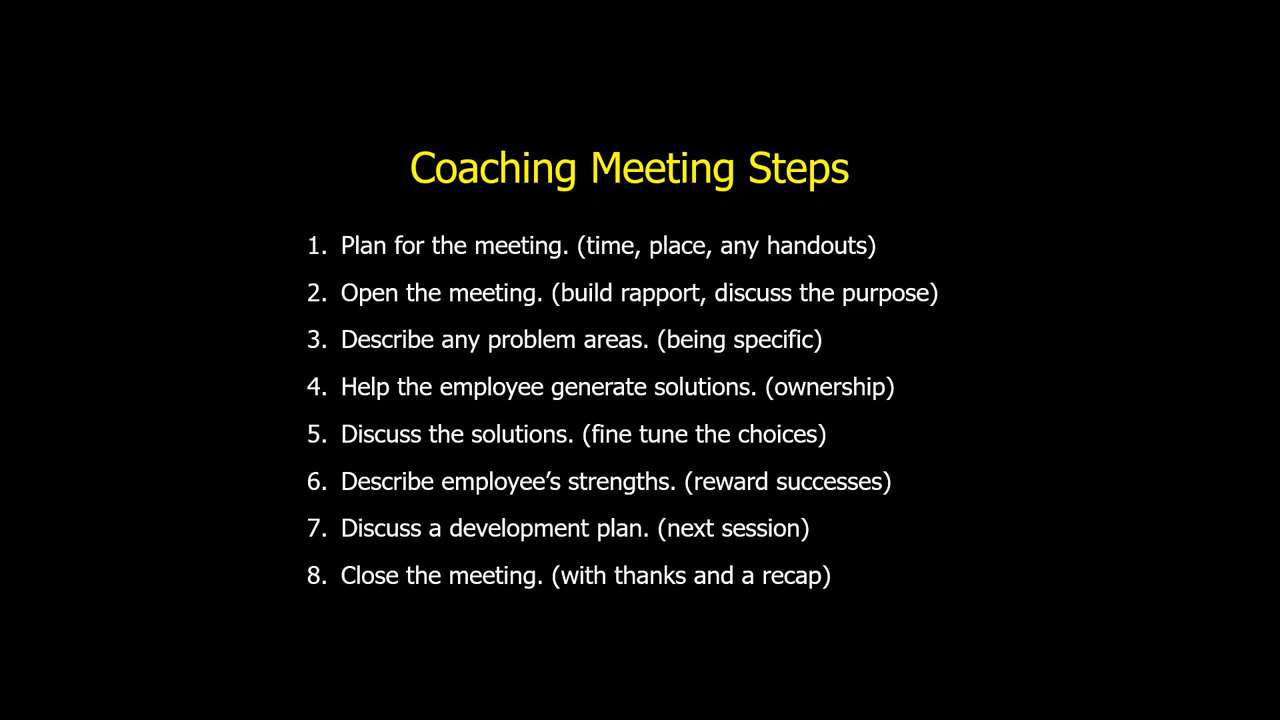 Coaching Meeting Steps
1. Plan for the meeting. (time, place, any handouts)
2. Open the meeting. (build rapport, discuss the purpose)
3. Describe any problem areas. (being specific)
4. Help the employee generate solutions. (ownership)
5. Discuss the solutions. (fine tune the choices)
6. Describe employee’s strengths. (reward successes)
7. Discuss a development plan. (next session)
8. Close the meeting. (with thanks and a recap)